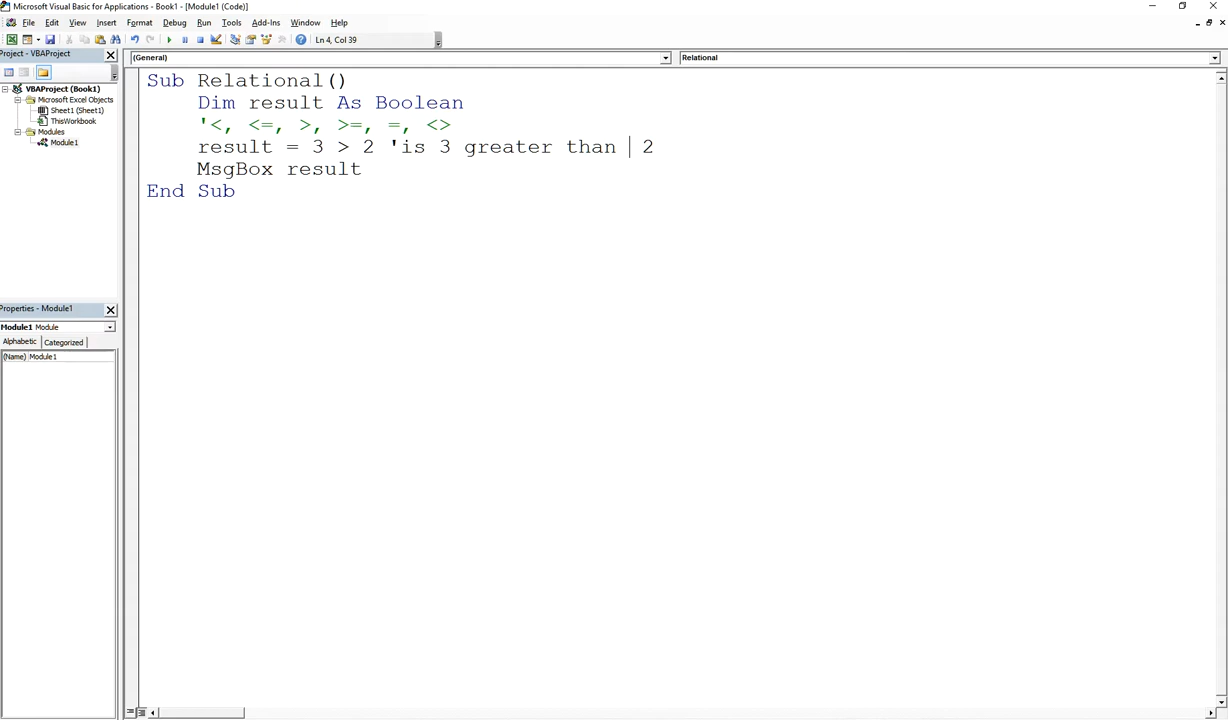 Microsoft Visual Basic for Applications - Book1 - [Module1 (Code)]
File Edit View Insert Format Debug Run Tools Add-Ins Window Help
Ln 4, Col 39
Project - VBAProject
(General)
Relational
VBAProject (Book1)
Microsoft Excel Objects
Sheet1 (Sheet1)
ThisWorkbook
Modules
Module1
Sub Relational()
Dim result As Boolean
'<, <=, >, >=, =, <>
result = 3 > 2 'is 3 greater than 2
MsgBox result
End Sub
Properties - Module1
Module1 Module
Alphabetic Categorized
(Name) Module1